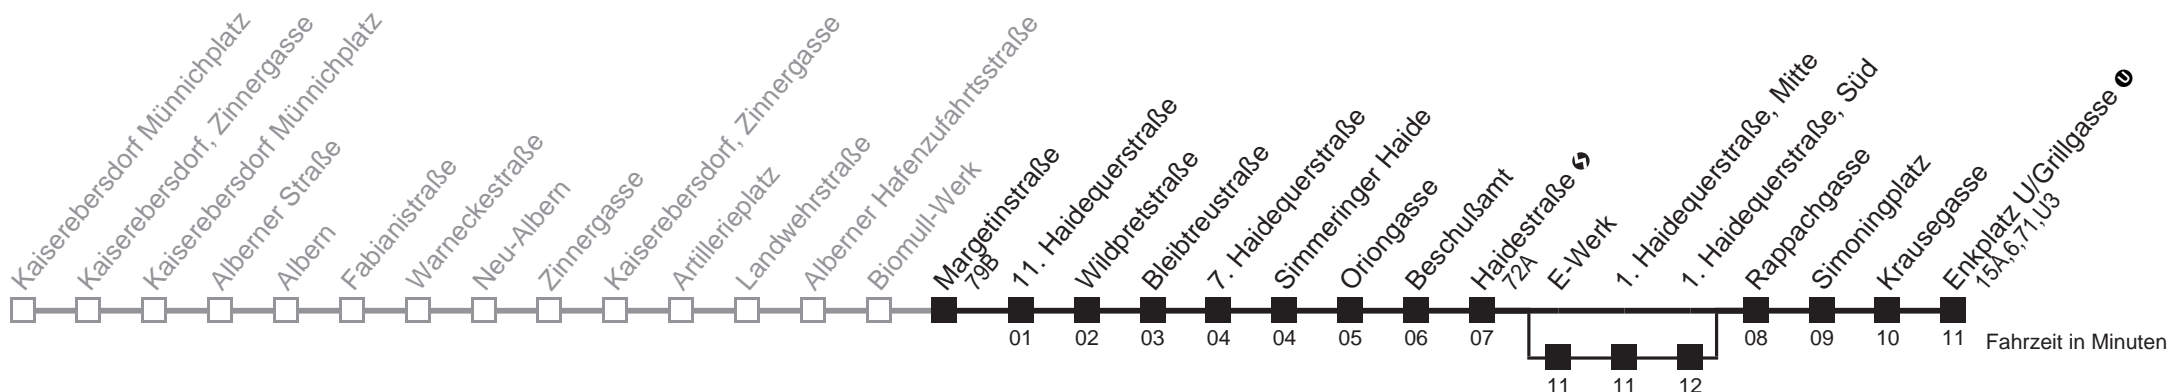 Kaiserebersdorf Münnichplatz
Kaiserebersdorf, Zinnergasse
Kaiserebersdorf Münnichplatz
Alberner Straße
Albern
Fabianistraße
Warneckestraße
Neu-Albern
Zinnergasse
Kaiserebersdorf, Zinnergasse
Artillerieplatz
Landwehrstraße
Alberner Hafenzufahrtsstraße
Biomull-Werk
Margetinstraße
79B
11. Haidequerstraße
Wildpretstraße
Bleibtreustraße
7. Haidequerstraße
Simmeringer Haide
Oriongasse
Beschußamt
Haidestraße
72A
E-Werk
1. Haidequerstraße, Mitte
1. Haidequerstraße, Süd
Rappachgasse
Simoningplatz
Krausegasse
Enkplatz U/Grillgasse U
15A,6,71,U3
01 02 03 04 04 05 06 07 08 09 10 11 Fahrzeit in Minuten
11 11 12